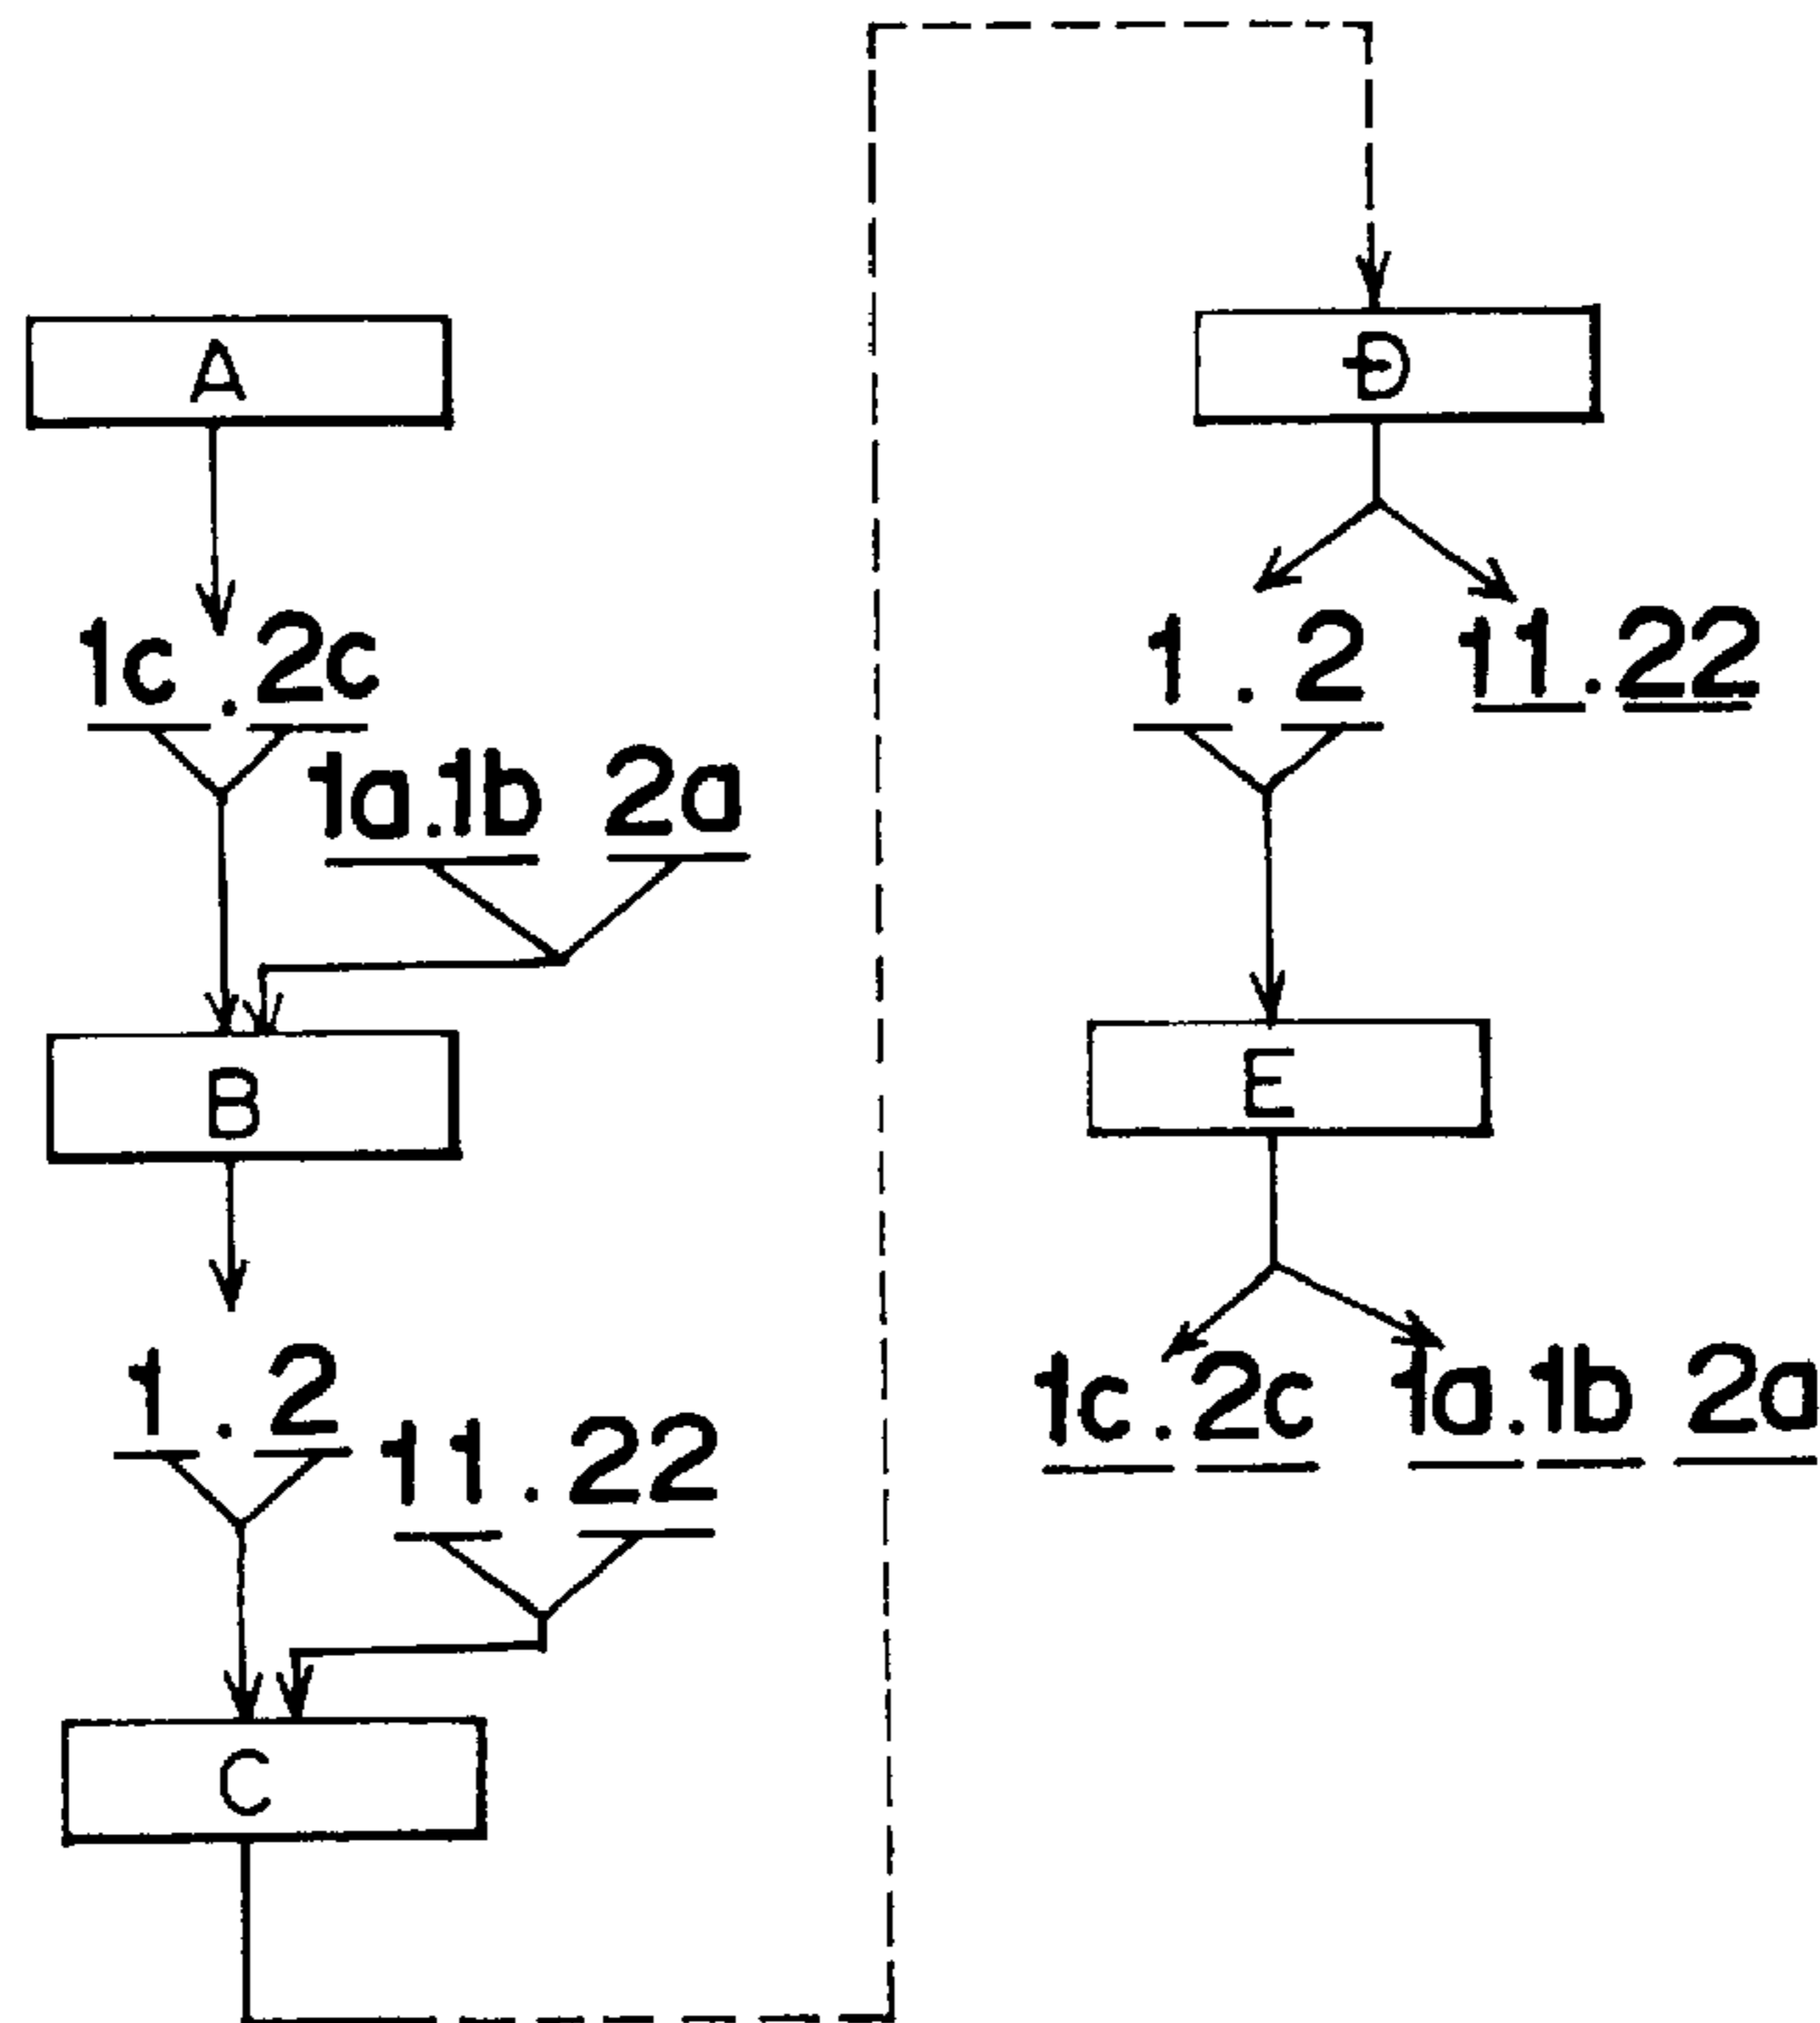 A
1c . 2c
1a.1b 2a
B
1 . 2
11 . 22
C
D
1 . 2 11.22
E
1c.2c 1a.1b 2a